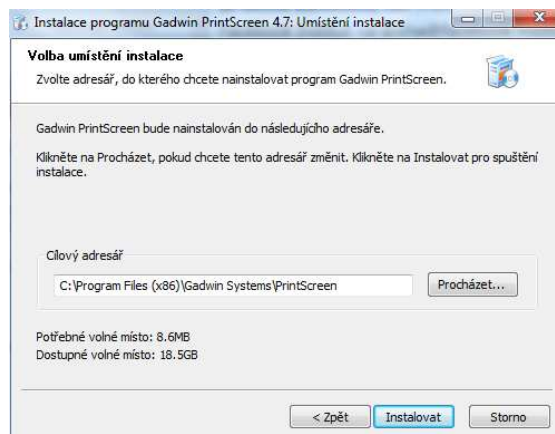 Instalace programu Gadwin PrintScreen 4.7: Umístění instalace
Volba umístění instalace
Zvolte adresář, do kterého chcete nainstalovat program Gadwin PrintScreen.
Gadwin PrintScreen bude nainstalován do následujícího adresáře.
Klikněte na Procházet, pokud chcete tento adresář změnit. Klikněte na Instalovat pro spuštění
instalace.
Cílový adresář
C:\Program Files (x86)\Gadwin Systems\PrintScreen
Procházet...
Potřebné volné místo: 8.6MB
Dostupné volné místo: 18.5GB
< Zpět
Instalovat
Storno